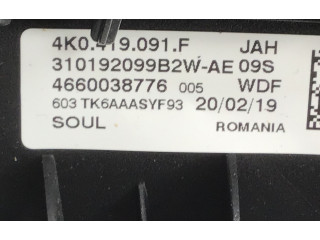 4K0.419.091.F JAH
310192099B2W-AE 09S
4660038776 005 WDF
603 TK6AAASYF93 20/02/19
SOUL ROMANIA